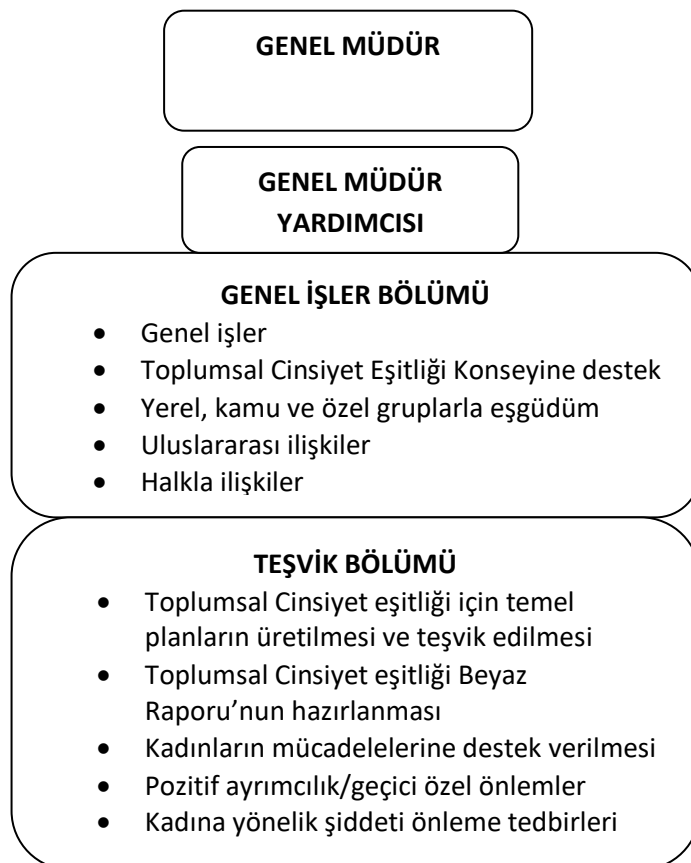 GENEL MÜDÜR
GENEL MÜDÜR
YARDIMCISI
GENEL İŞLER BÖLÜMÜ
• Genel işler
• Toplumsal Cinsiyet Eşitliği Konseyine destek
• Yerel, kamu ve özel gruplarla eşgüdüm
• Uluslararası ilişkiler
• Halkla ilişkiler
TEŞVİK BÖLÜMÜ
• Toplumsal Cinsiyet eşitliği için temel
planların üretilmesi ve teşvik edilmesi
• Toplumsal Cinsiyet eşitliği Beyaz
Raporu’nun hazırlanması
• Kadınların mücadelelerine destek verilmesi
• Pozitif ayrımcılık/geçici özel önlemler
• Kadına yönelik şiddeti önleme tedbirleri